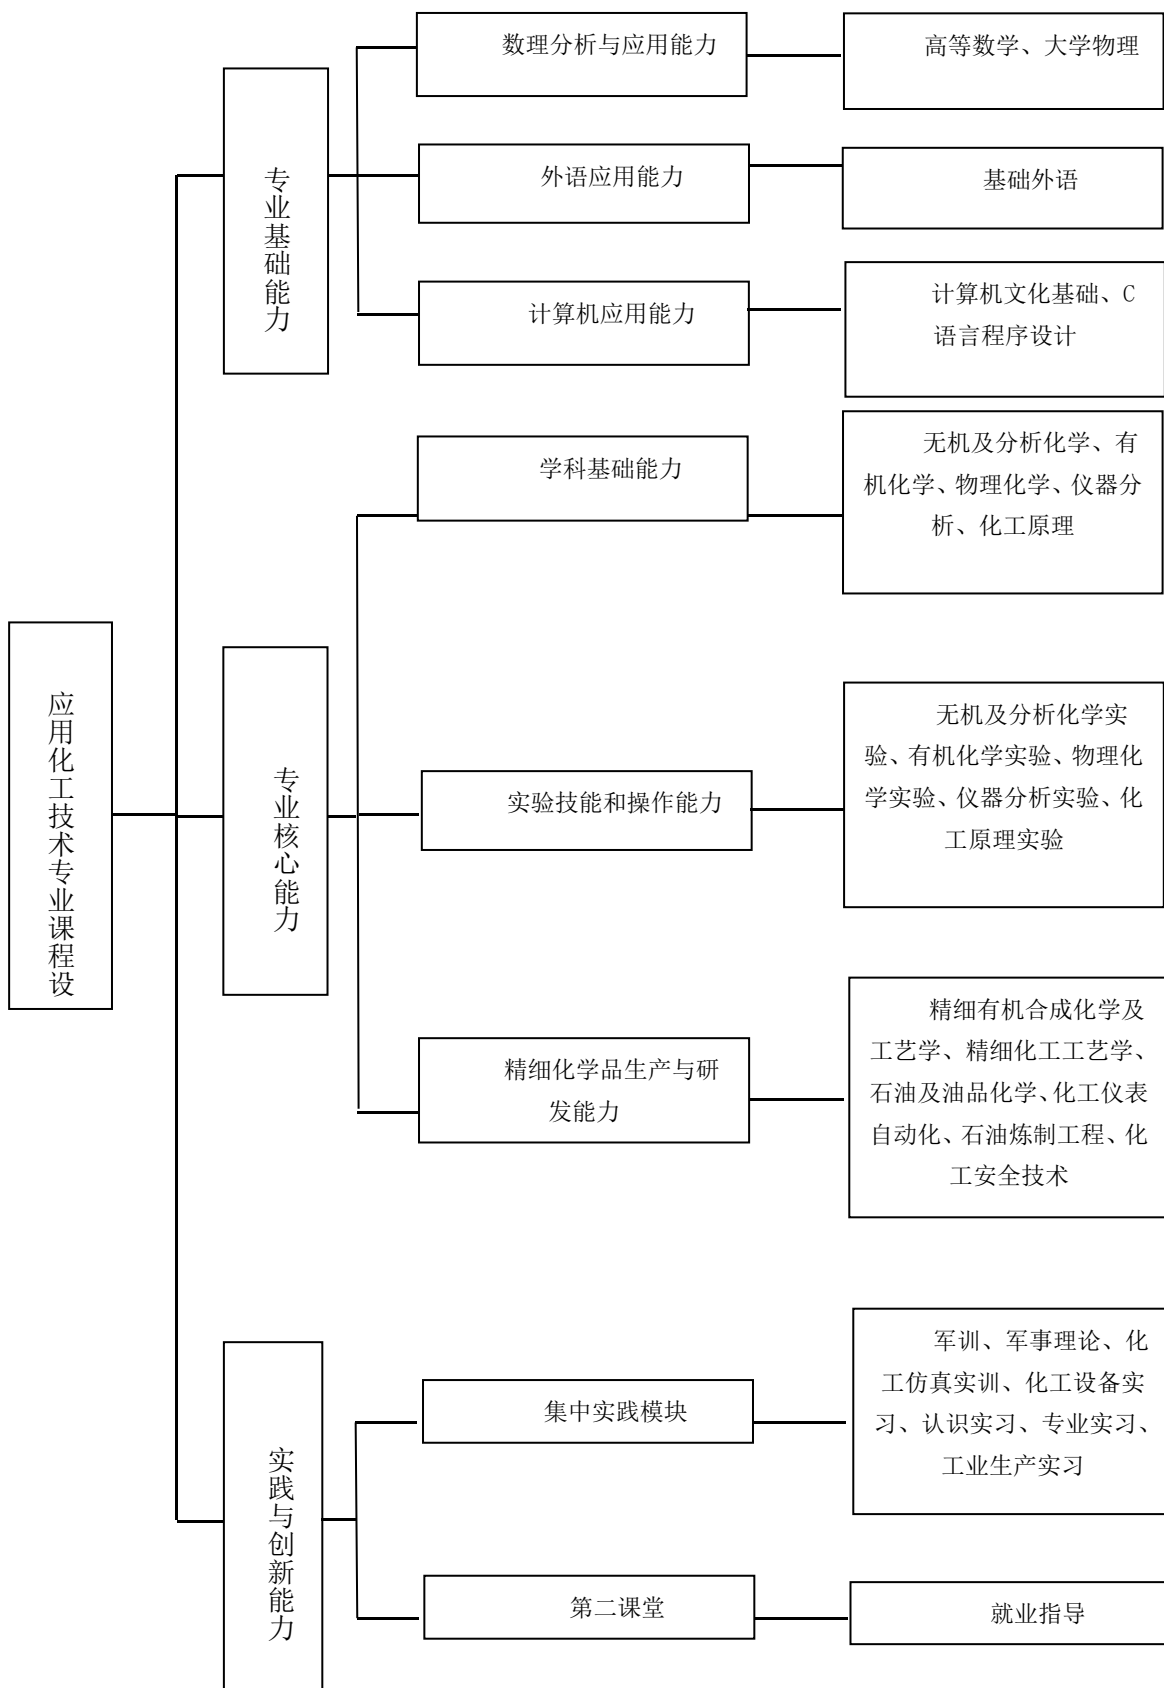 应用化工技术专业课程设
专业基础能力
数理分析与应用能力
高等数学、大学物理
外语应用能力
基础外语
计算机应用能力
计算机文化基础、C
语言程序设计
专业核心能力
学科基础能力
无机及分析化学、有
机化学、物理化学、仪器分
析、化工原理
实验技能和操作能力
无机及分析化学实
验、有机化学实验、物理化
学实验、仪器分析实验、化
工原理实验
精细化学品生产与研
发能力
精细有机合成化学及
工艺学、精细化工工艺学、
石油及油品化学、化工仪表
自动化、石油炼制工程、化
工安全技术
实践与创新能力
集中实践模块
军训、军事理论、化
工仿真实训、化工设备实
习、认识实习、专业实习、
工业生产实习
第二课堂
就业指导